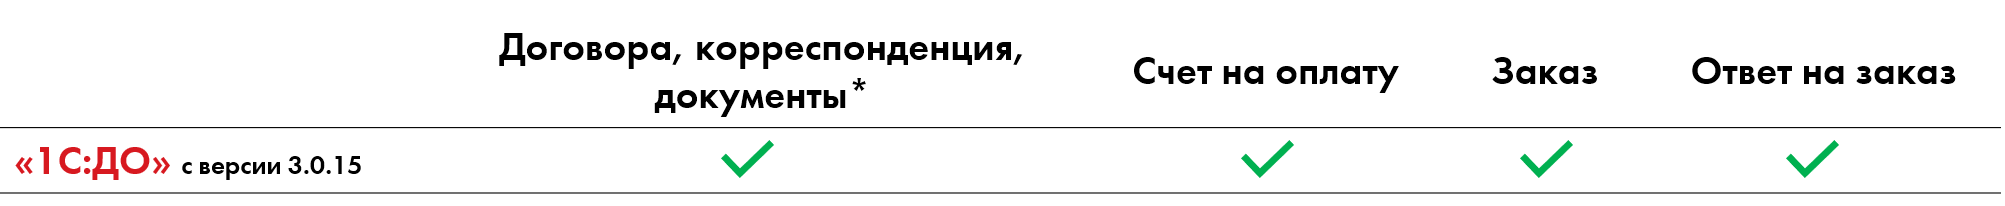 Договора, корреспонденция,
документы*
Счет на оплату
Заказ
Ответ на заказ
«1С:ДО» с версии 3.0.15